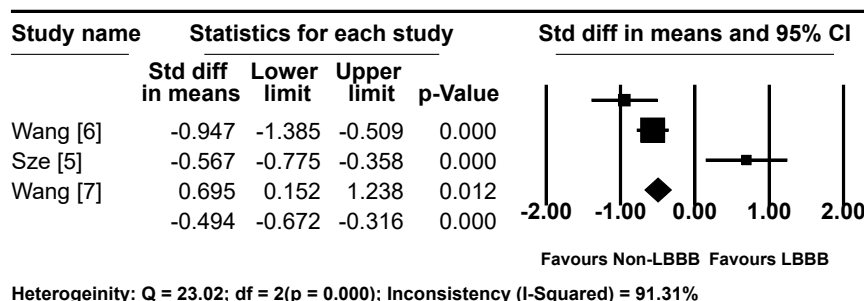 Study name Statistics for each study Std diff in means and 95% CI
Std diff Lower Upper
in means limit limit p-Value
Wang [6] -0.947 -1.385 -0.509 0.000
Sze [5] -0.567 -0.775 -0.358 0.000
Wang [7] 0.695 0.152 1.238 0.012
-0.494 -0.672 -0.316 0.000
-2.00 -1.00 0.00 1.00 2.00
Favours Non-LBBB Favours LBBB
Heterogeinity: Q = 23.02; df = 2(p = 0.000); Inconsistency (I-Squared) = 91.31%